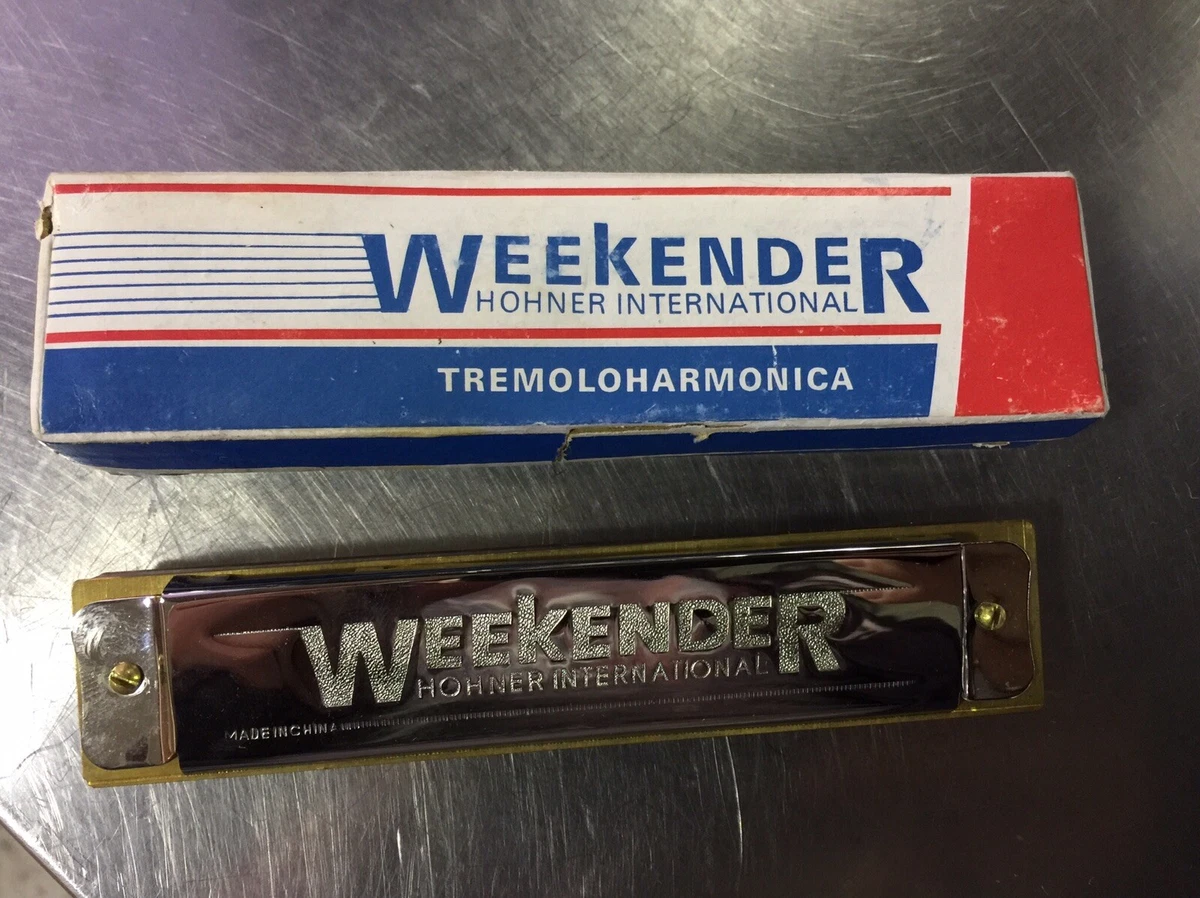 WEEKENDER
HOHNER INTERNATIONAL
TREMOLOHARMONICA
WEEKENDER
HOHNER INTERNATIONAL
MADE IN CHINA